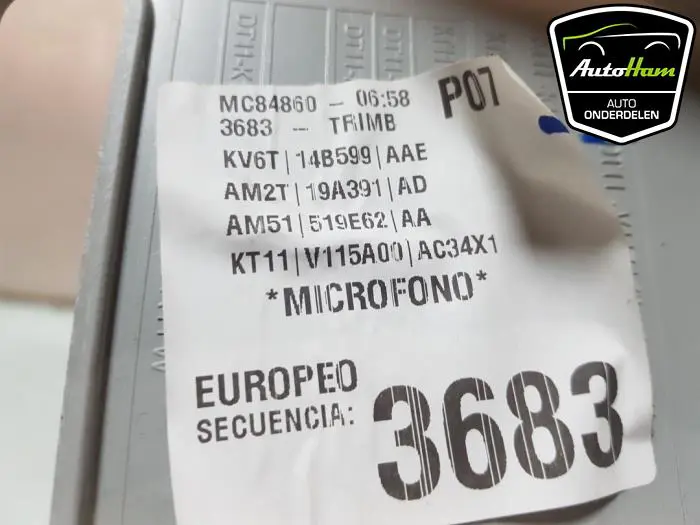 MC84860 - 06:58
P07
3683 - TRIMB
KV6T|14B599|AAE
AM2T|19A391|AD
AM51|519E62|AA
KT11|V115A00|AC34X1
*MICROFONO*
EUROPEO
SECUENCIA:
3683
AutoHam
AUTO
ONDERDELEN